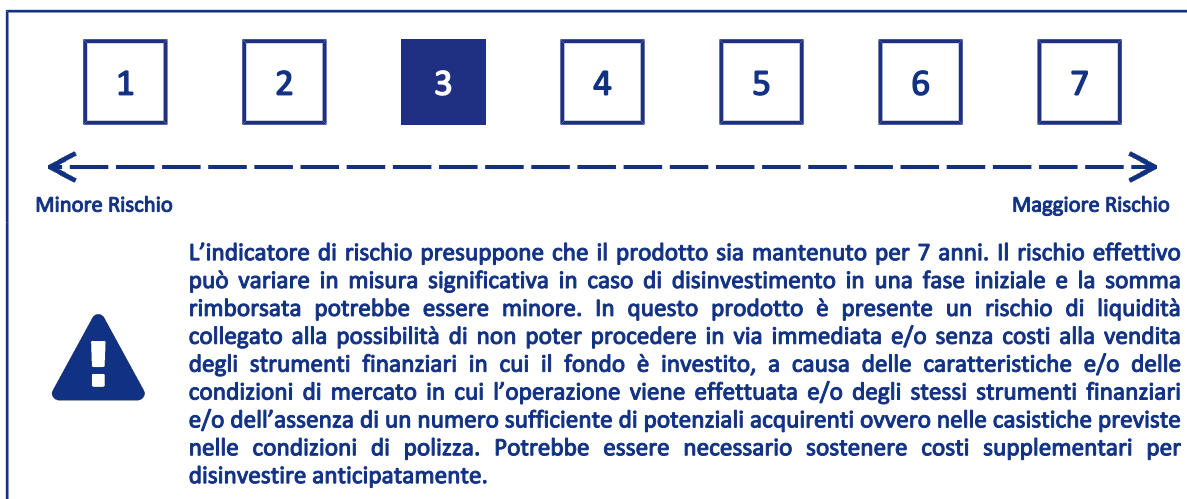 1 2 3 4 5 6 7
Minore Rischio Maggiore Rischio
L’indicatore di rischio presuppone che il prodotto sia mantenuto per 7 anni. Il rischio effettivo
può variare in misura significativa in caso di disinvestimento in una fase iniziale e la somma
rimborsata potrebbe essere minore. In questo prodotto è presente un rischio di liquidità
collegato alla possibilità di non poter procedere in via immediata e/o senza costi alla vendita
degli strumenti finanziari in cui il fondo è investito, a causa delle caratteristiche e/o delle
condizioni di mercato in cui l’operazione viene effettuata e/o degli stessi strumenti finanziari
e/o dell’assenza di un numero sufficiente di potenziali acquirenti ovvero nelle casistiche previste
nelle condizioni di polizza. Potrebbe essere necessario sostenere costi supplementari per
disinvestire anticipatamente.